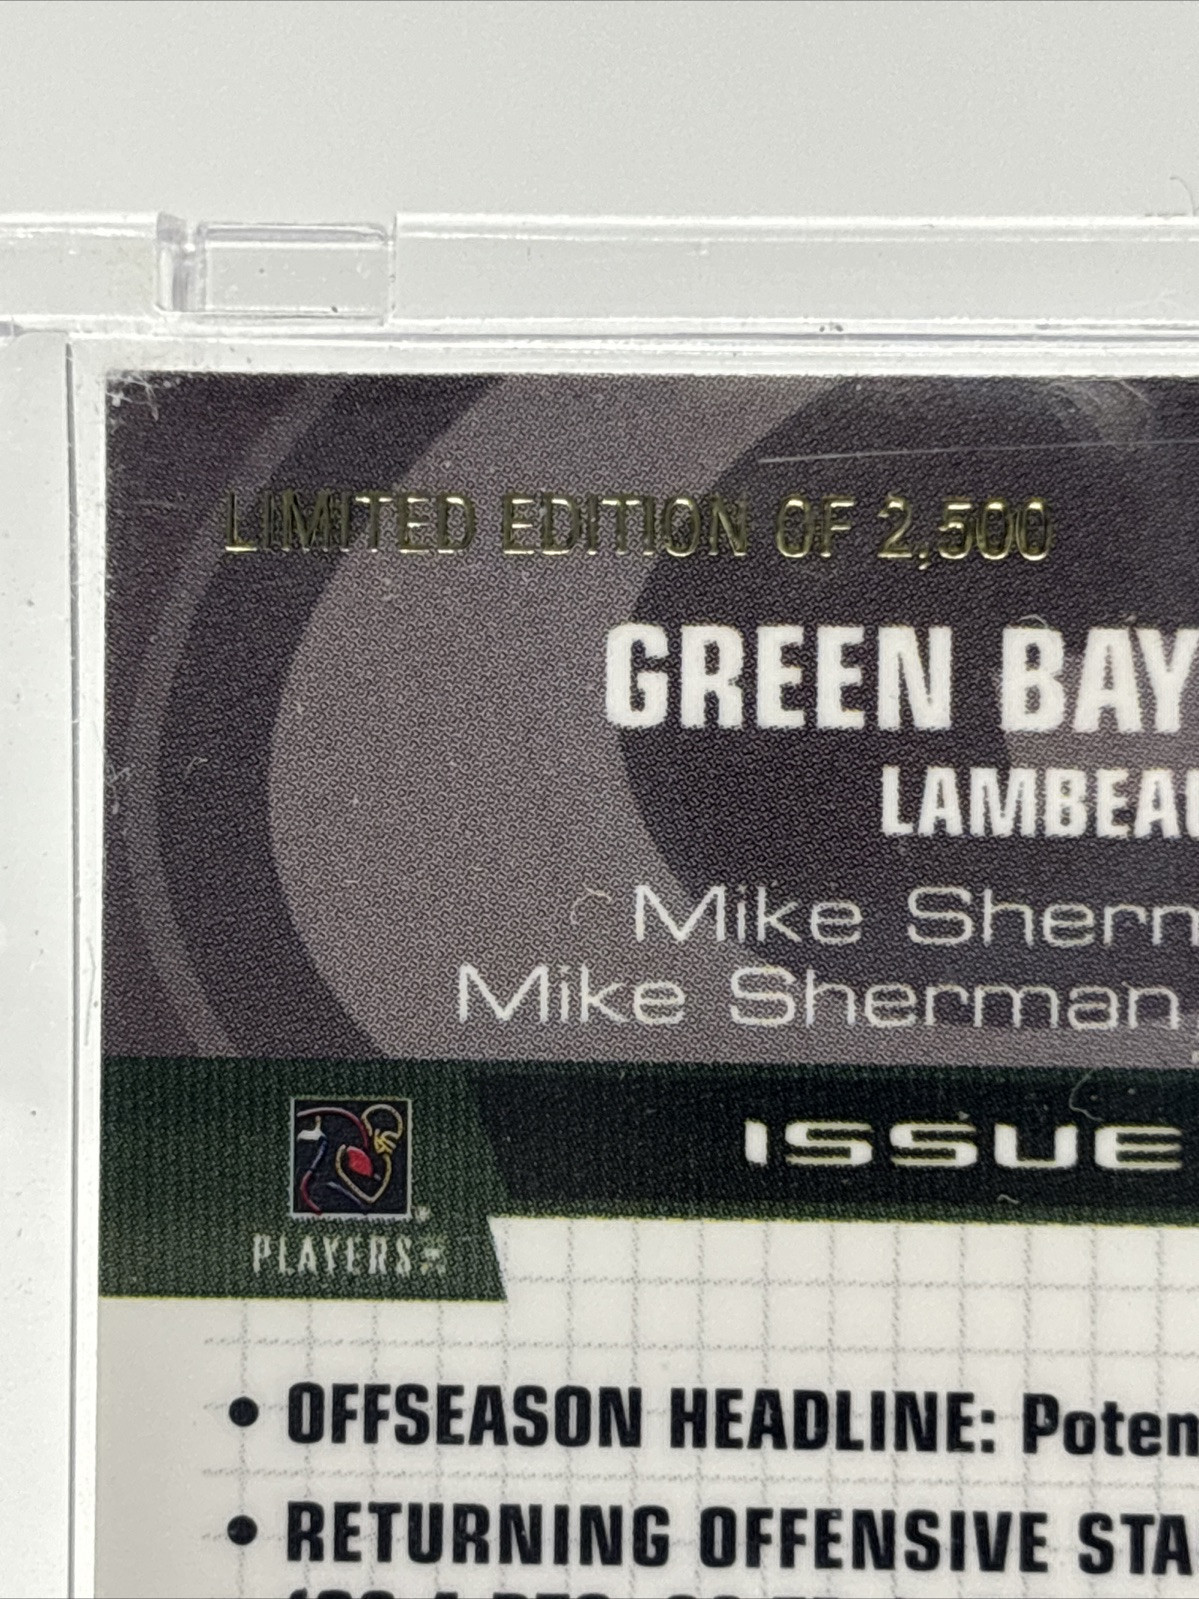 LIMITED EDITION OF 2,500
GREEN BAY
LAMBEAU
Mike Sherm
Mike Sherman
ISSUE
PLAYERS
• OFFSEASON HEADLINE: Poten
• RETURNING OFFENSIVE STA